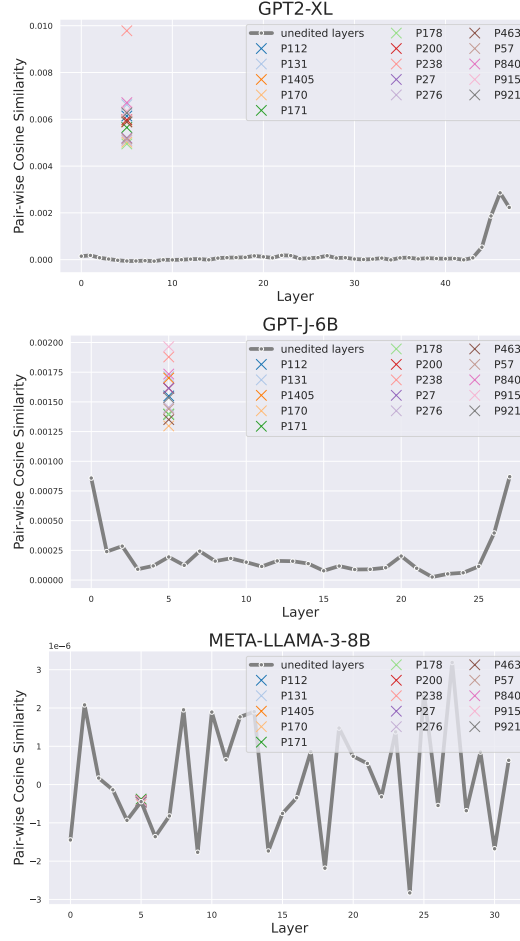 GPT2-XL
0.010
0.008
0.006
0.004
0.002
0.000
Pair-wise Cosine Similarity
unedited layers
P112
P131
P1405
P170
P171
P178
P200
P238
P27
P276
P463
P57
P840
P915
P921
0 10 20 30 40
Layer
GPT-J-6B
0.00200
0.00175
0.00150
0.00125
0.00100
0.00075
0.00050
0.00025
0.00000
Pair-wise Cosine Similarity
unedited layers
P112
P131
P1405
P170
P171
P178
P200
P238
P27
P276
P463
P57
P840
P915
P921
0 5 10 15 20 25
Layer
META-LLAMA-3-8B
1e−6
3
2
1
0
−1
−2
−3
Pair-wise Cosine Similarity
unedited layers
P112
P131
P1405
P170
P171
P178
P200
P238
P27
P276
P463
P57
P840
P915
P921
0 5 10 15 20 25 30
Layer